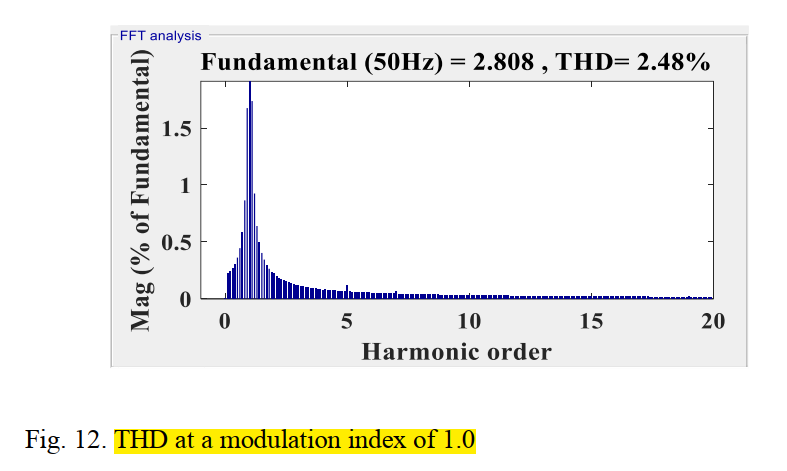 FFT analysis
Fundamental (50Hz) = 2.808 , THD= 2.48%
Mag (% of Fundamental)
1.5
1
0.5
0
0 5 10 15 20
Harmonic order
Fig. 12. THD at a modulation index of 1.0